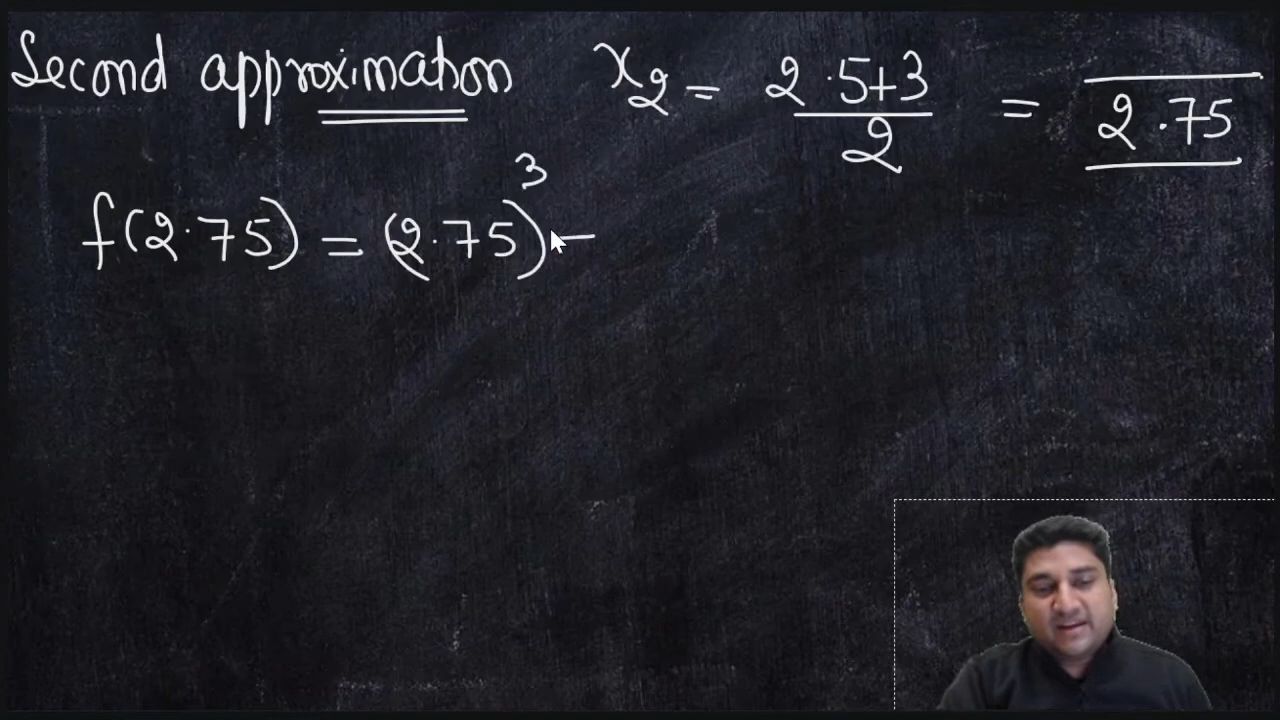 Second approximation x₂ = (2.5+3)/2 = 2.75
f(2.75) = (2.75)³ −